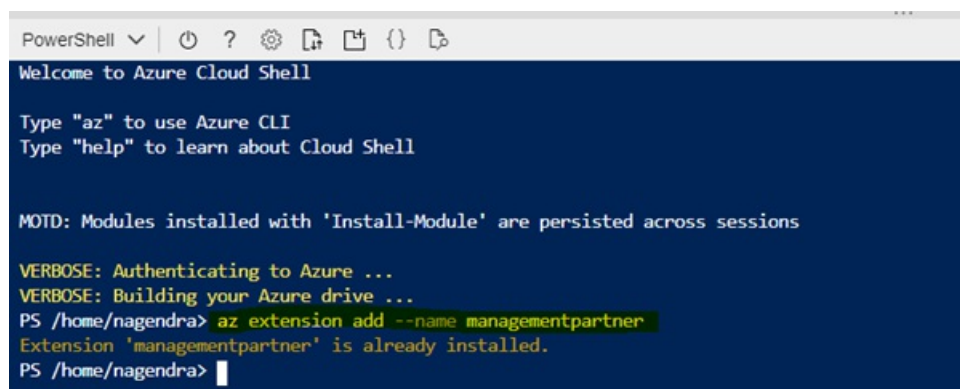 PowerShell
Welcome to Azure Cloud Shell
Type "az" to use Azure CLI
Type "help" to learn about Cloud Shell
MOTD: Modules installed with 'Install-Module' are persisted across sessions
VERBOSE: Authenticating to Azure ...
VERBOSE: Building your Azure drive ...
PS /home/nagendra> az extension add --name managementpartner
Extension 'managementpartner' is already installed.
PS /home/nagendra>